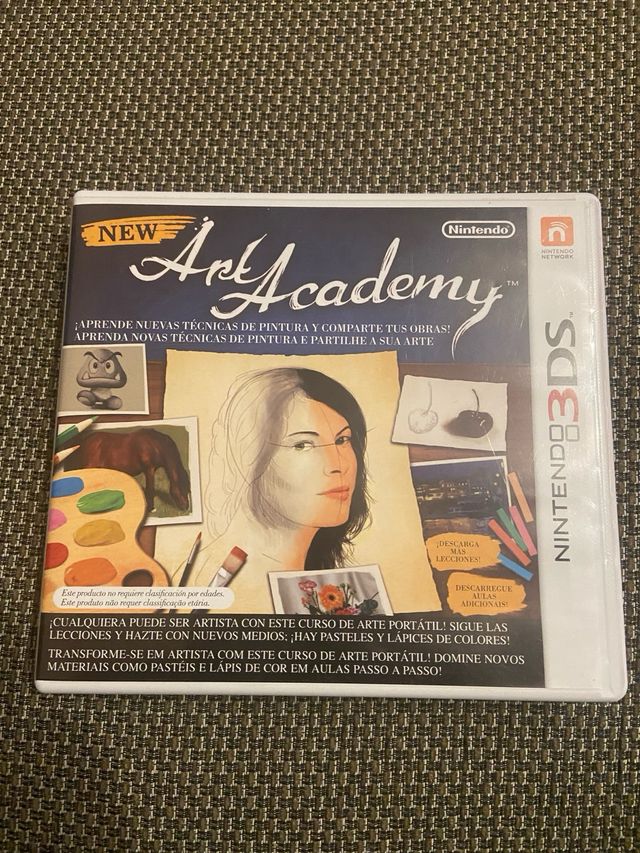 NEW
Art Academy™
Nintendo
NINTENDO
NETWORK
¡APRENDE NUEVAS TÉCNICAS DE PINTURA Y COMPARTE TUS OBRAS!
APRENDA NOVAS TÉCNICAS DE PINTURA E PARTILHE A SUA ARTE
NINTENDO 3DS™
¡DESCARGA
MÁS
LECCIONES!
DESCARREGUE
AULAS
ADICIONAIS!
Este producto no requiere clasificación por edades.
Este produto não requer classificação etária.
¡CUALQUIERA PUEDE SER ARTISTA CON ESTE CURSO DE ARTE PORTÁTIL! SIGUE LAS
LECCIONES Y HAZTE CON NUEVOS MEDIOS: ¡HAY PASTELES Y LÁPICES DE COLORES!
TRANSFORME-SE EM ARTISTA COM ESTE CURSO DE ARTE PORTÁTIL! DOMINE NOVOS
MATERIAIS COMO PASTÉIS E LÁPIS DE COR EM AULAS PASSO A PASSO!